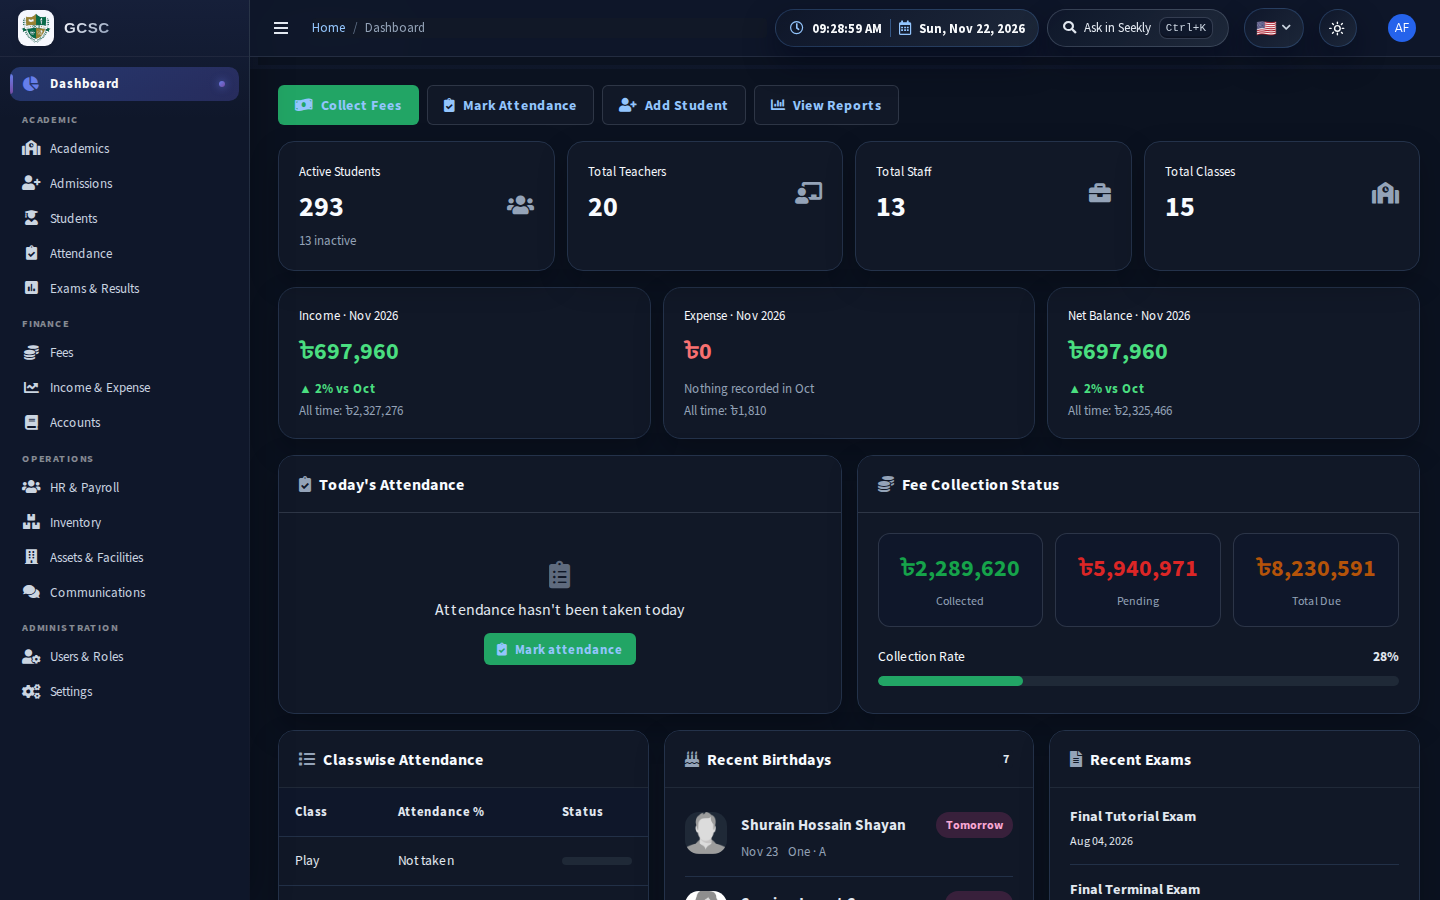 GCSC
Home / Dashboard
09:28:59 AM
Sun, Nov 22, 2026
Ask in Seekly
Ctrl+K
AF
Dashboard
ACADEMIC
Academics
Admissions
Students
Attendance
Exams & Results
FINANCE
Fees
Income & Expense
Accounts
OPERATIONS
HR & Payroll
Inventory
Assets & Facilities
Communications
ADMINISTRATION
Users & Roles
Settings
Collect Fees
Mark Attendance
Add Student
View Reports
Active Students
293
13 inactive
Total Teachers
20
Total Staff
13
Total Classes
15
Income · Nov 2026
৳697,960
▲ 2% vs Oct
All time: ৳2,327,276
Expense · Nov 2026
৳0
Nothing recorded in Oct
All time: ৳1,810
Net Balance · Nov 2026
৳697,960
▲ 2% vs Oct
All time: ৳2,325,466
Today's Attendance
Attendance hasn't been taken today
Mark attendance
Fee Collection Status
৳2,289,620
Collected
৳5,940,971
Pending
৳8,230,591
Total Due
Collection Rate
28%
Classwise Attendance
Class Attendance % Status
Play Not taken
Recent Birthdays
7
Shurain Hossain Shayan
Tomorrow
Nov 23 One · A
Recent Exams
Final Tutorial Exam
Aug 04, 2026
Final Terminal Exam